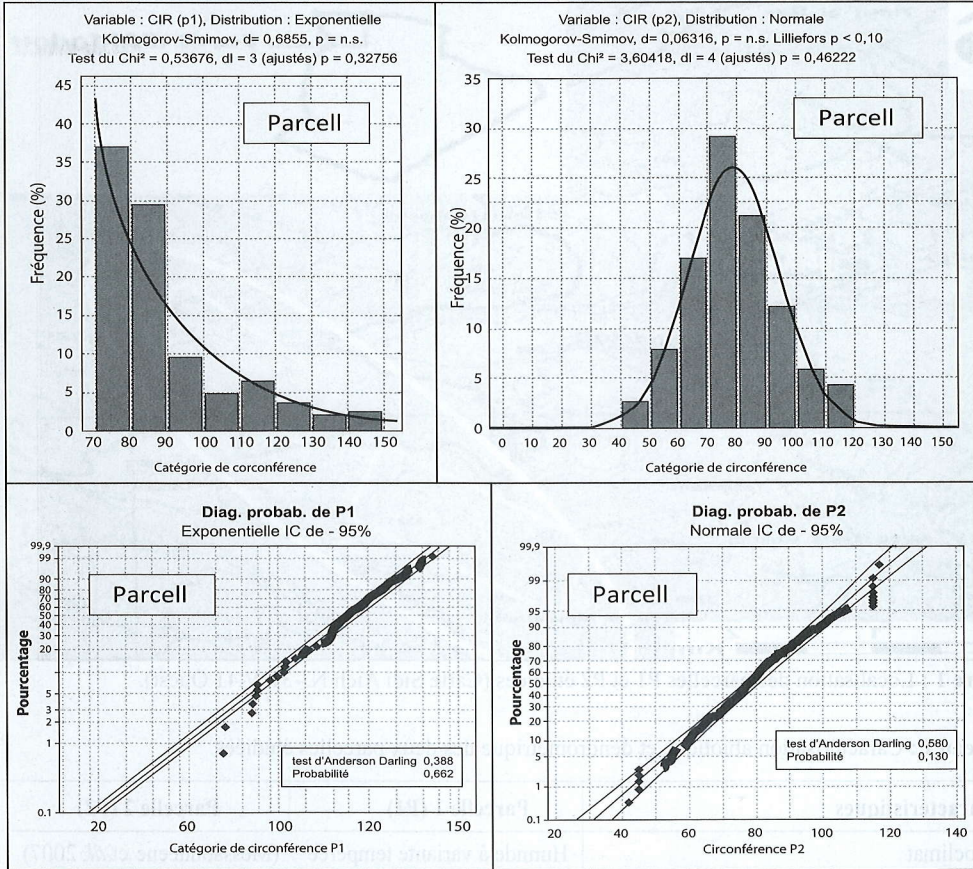 Variable : CIR (p1), Distribution : Exponentielle
Kolmogorov-Smimov, d= 0,6855, p = n.s.
Test du Chi² = 0,53676, dl = 3 (ajustés) p = 0,32756
45
40
35
30
25
20
15
10
5
0
Fréquence (%)
Parcell
70 80 90 100 110 120 130 140 150
Catégorie de corconférence
Variable : CIR (p2), Distribution : Normale
Kolmogorov-Smimov, d= 0,06316, p = n.s. Lilliefors p < 0,10
Test du Chi² = 3,60418, dl = 4 (ajustés) p = 0,46222
35
30
25
20
15
10
5
0
Fréquence (%)
Parcell
0 10 20 30 40 50 60 70 80 90 100 110 120 130 140 150
Catégorie de circonférence
Diag. probab. de P1
Exponentielle IC de - 95%
99,9
99
90
80
70
60
50
40
30
20
5
3
2
1
0.1
Pourcentage
Parcell
test d'Anderson Darling 0,388
Probabilité 0,662
20 60 100 120 150
Catégorie de circonférence P1
Diag. probab. de P2
Normale IC de - 95%
99,9
99
95
90
80
70
60
50
40
30
20
10
5
1
0.1
Pourcentage
Parcell
test d'Anderson Darling 0,580
Probabilité 0,130
20 40 60 80 100 120 140
Circonférence P2